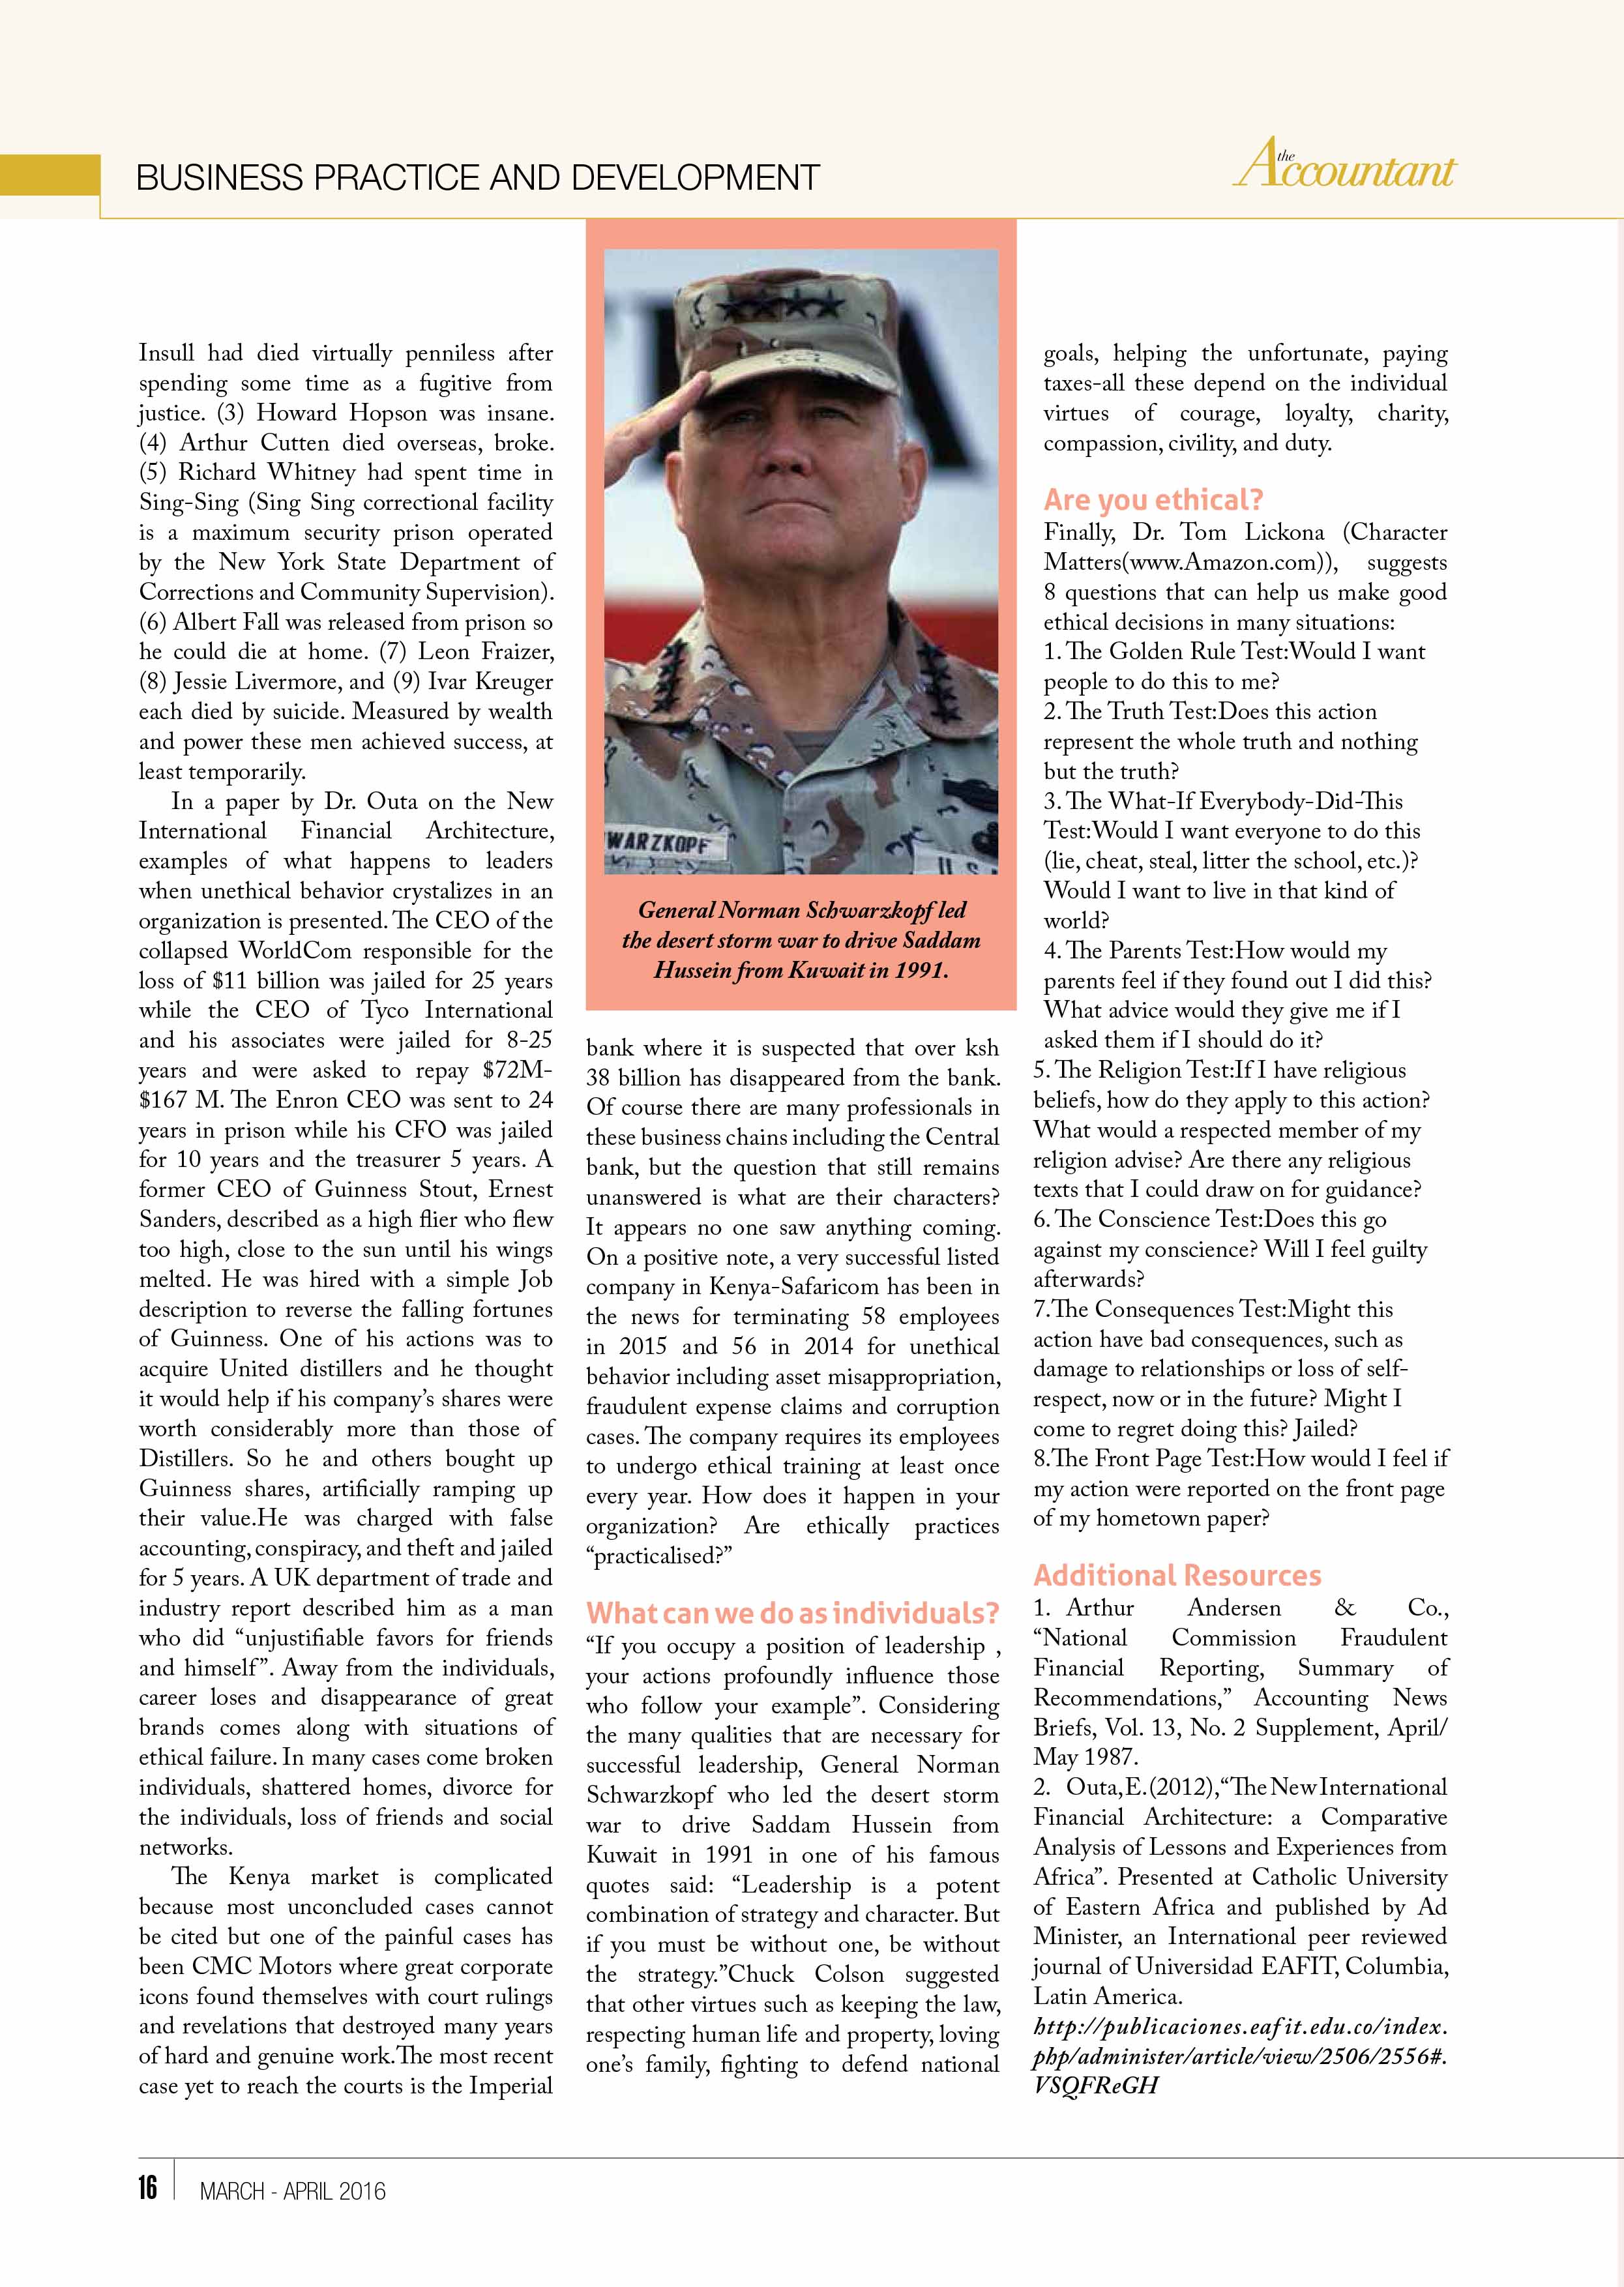 BUSINESS PRACTICE AND DEVELOPMENT
the Accountant
Insull had died virtually penniless after
spending some time as a fugitive from
justice. (3) Howard Hopson was insane.
(4) Arthur Cutten died overseas, broke.
(5) Richard Whitney had spent time in
Sing-Sing (Sing Sing correctional facility
is a maximum security prison operated
by the New York State Department of
Corrections and Community Supervision).
(6) Albert Fall was released from prison so
he could die at home. (7) Leon Fraizer,
(8) Jessie Livermore, and (9) Ivar Kreuger
each died by suicide. Measured by wealth
and power these men achieved success, at
least temporarily.
In a paper by Dr. Outa on the New
International Financial Architecture,
examples of what happens to leaders
when unethical behavior crystalizes in an
organization is presented. The CEO of the
collapsed WorldCom responsible for the
loss of $11 billion was jailed for 25 years
while the CEO of Tyco International
and his associates were jailed for 8-25
years and were asked to repay $72M-
$167 M. The Enron CEO was sent to 24
years in prison while his CFO was jailed
for 10 years and the treasurer 5 years. A
former CEO of Guinness Stout, Ernest
Sanders, described as a high flier who flew
too high, close to the sun until his wings
melted. He was hired with a simple Job
description to reverse the falling fortunes
of Guinness. One of his actions was to
acquire United distillers and he thought
it would help if his company's shares were
worth considerably more than those of
Distillers. So he and others bought up
Guinness shares, artificially ramping up
their value.He was charged with false
accounting, conspiracy, and theft and jailed
for 5 years. A UK department of trade and
industry report described him as a man
who did “unjustifiable favors for friends
and himself”. Away from the individuals,
career loses and disappearance of great
brands comes along with situations of
ethical failure. In many cases come broken
individuals, shattered homes, divorce for
the individuals, loss of friends and social
networks.
The Kenya market is complicated
because most unconcluded cases cannot
be cited but one of the painful cases has
been CMC Motors where great corporate
icons found themselves with court rulings
and revelations that destroyed many years
of hard and genuine work.The most recent
case yet to reach the courts is the Imperial
WARZKOPF
U.S.
General Norman Schwarzkopf led
the desert storm war to drive Saddam
Hussein from Kuwait in 1991.
bank where it is suspected that over ksh
38 billion has disappeared from the bank.
Of course there are many professionals in
these business chains including the Central
bank, but the question that still remains
unanswered is what are their characters?
It appears no one saw anything coming.
On a positive note, a very successful listed
company in Kenya-Safaricom has been in
the news for terminating 58 employees
in 2015 and 56 in 2014 for unethical
behavior including asset misappropriation,
fraudulent expense claims and corruption
cases. The company requires its employees
to undergo ethical training at least once
every year. How does it happen in your
organization? Are ethically practices
“practicalised?”
What can we do as individuals?
“If you occupy a position of leadership ,
your actions profoundly influence those
who follow your example”. Considering
the many qualities that are necessary for
successful leadership, General Norman
Schwarzkopf who led the desert storm
war to drive Saddam Hussein from
Kuwait in 1991 in one of his famous
quotes said: “Leadership is a potent
combination of strategy and character. But
if you must be without one, be without
the strategy.”Chuck Colson suggested
that other virtues such as keeping the law,
respecting human life and property, loving
one's family, fighting to defend national
goals, helping the unfortunate, paying
taxes-all these depend on the individual
virtues of courage, loyalty, charity,
compassion, civility, and duty.
Are you ethical?
Finally, Dr. Tom Lickona (Character
Matters(www.Amazon.com)), suggests
8 questions that can help us make good
ethical decisions in many situations:
1. The Golden Rule Test:Would I want
people to do this to me?
2. The Truth Test:Does this action
represent the whole truth and nothing
but the truth?
3. The What-If Everybody-Did-This
Test:Would I want everyone to do this
(lie, cheat, steal, litter the school, etc.)?
Would I want to live in that kind of
world?
4. The Parents Test:How would my
parents feel if they found out I did this?
What advice would they give me if I
asked them if I should do it?
5. The Religion Test:If I have religious
beliefs, how do they apply to this action?
What would a respected member of my
religion advise? Are there any religious
texts that I could draw on for guidance?
6. The Conscience Test:Does this go
against my conscience? Will I feel guilty
afterwards?
7.The Consequences Test:Might this
action have bad consequences, such as
damage to relationships or loss of self-
respect, now or in the future? Might I
come to regret doing this? Jailed?
8.The Front Page Test:How would I feel if
my action were reported on the front page
of my hometown paper?
Additional Resources
1. Arthur Andersen & Co.,
“National Commission Fraudulent
Financial Reporting, Summary of
Recommendations,” Accounting News
Briefs, Vol. 13, No. 2 Supplement, April/
May 1987.
2. Outa,E.(2012),“The New International
Financial Architecture: a Comparative
Analysis of Lessons and Experiences from
Africa”. Presented at Catholic University
of Eastern Africa and published by Ad
Minister, an International peer reviewed
journal of Universidad EAFIT, Columbia,
Latin America.
http://publicaciones.eafit.edu.co/index.
php/administer/article/view/2506/2556#.
VSQFReGH
16
MARCH - APRIL 2016